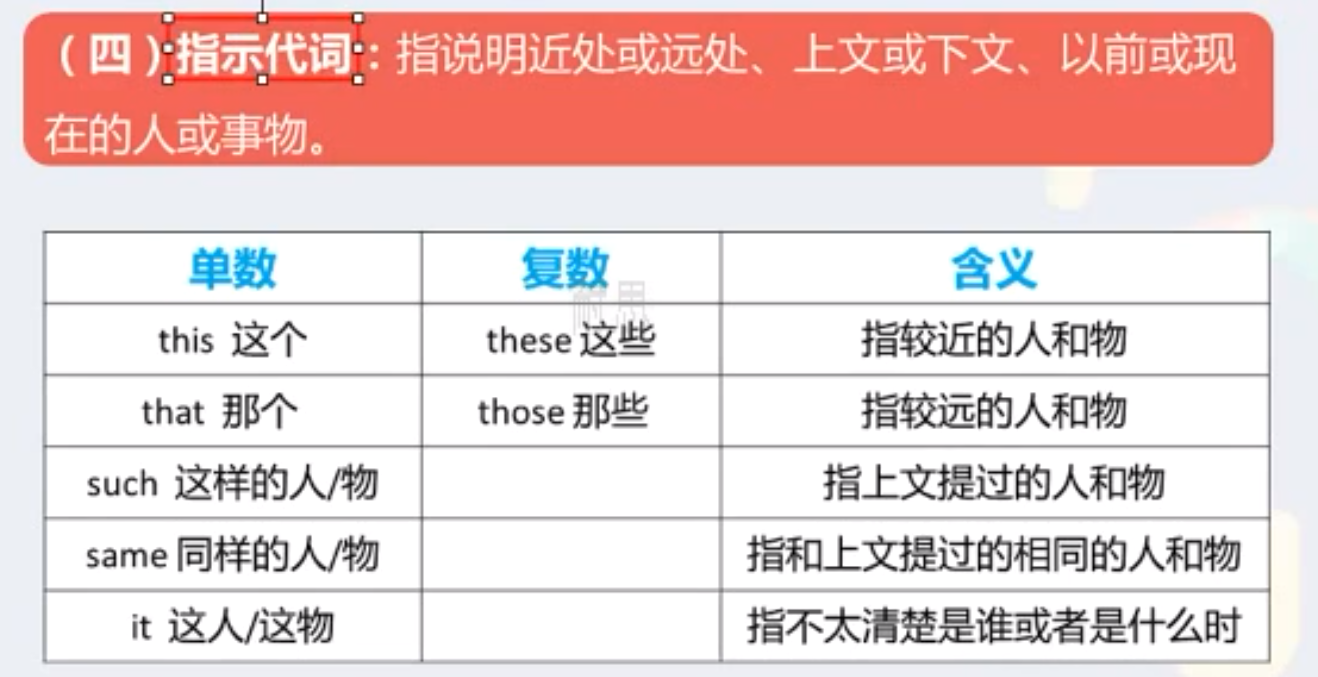 （四）指示代词：指说明近处或远处、上文或下文、以前或现
在的人或事物。
单数 复数 含义
耐思
this 这个 these 这些 指较近的人和物
that 那个 those 那些 指较远的人和物
such 这样的人/物 指上文提过的人和物
same 同样的人/物 指和上文提过的相同的人和物
it 这人/这物 指不太清楚是谁或者是什么时